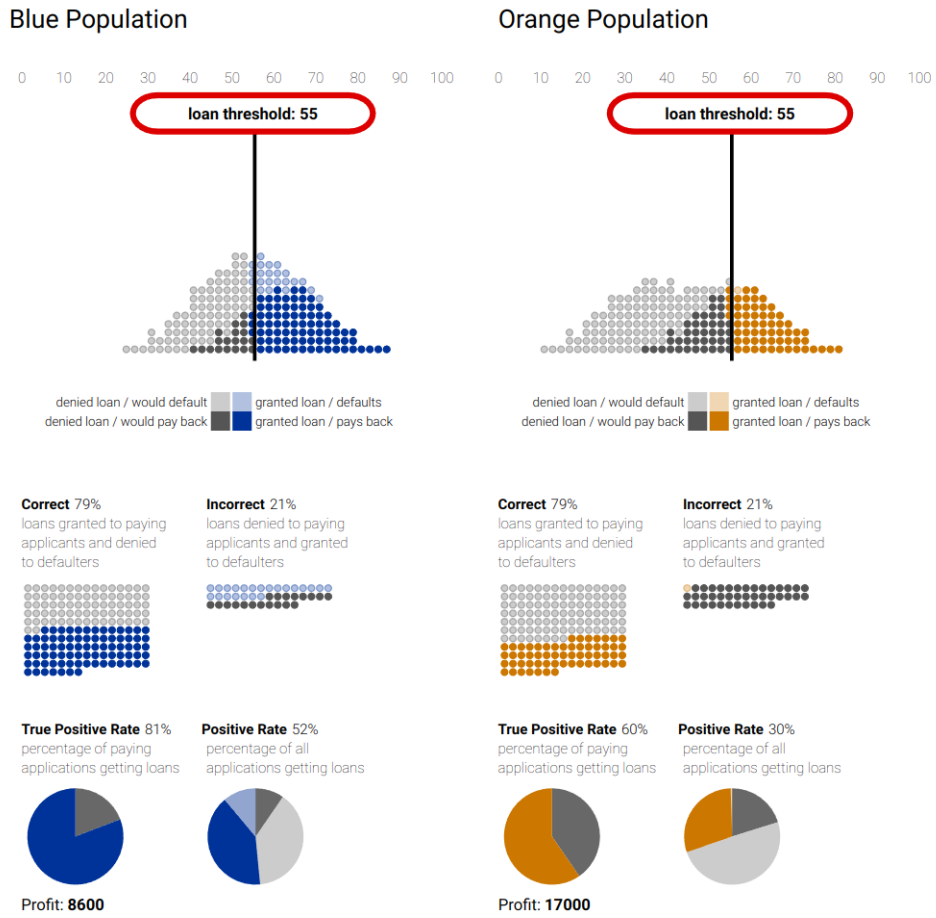 Blue Population
0 10 20 30 40 50 60 70 80 90 100
loan threshold: 55
denied loan / would default granted loan / defaults
denied loan / would pay back granted loan / pays back
Correct 79%
loans granted to paying
applicants and denied
to defaulters
Incorrect 21%
loans denied to paying
applicants and granted
to defaulters
True Positive Rate 81%
percentage of paying
applications getting loans
Positive Rate 52%
percentage of all
applications getting loans
Profit: 8600
Orange Population
0 10 20 30 40 50 60 70 80 90 100
loan threshold: 55
denied loan / would default granted loan / defaults
denied loan / would pay back granted loan / pays back
Correct 79%
loans granted to paying
applicants and denied
to defaulters
Incorrect 21%
loans denied to paying
applicants and granted
to defaulters
True Positive Rate 60%
percentage of paying
applications getting loans
Positive Rate 30%
percentage of all
applications getting loans
Profit: 17000